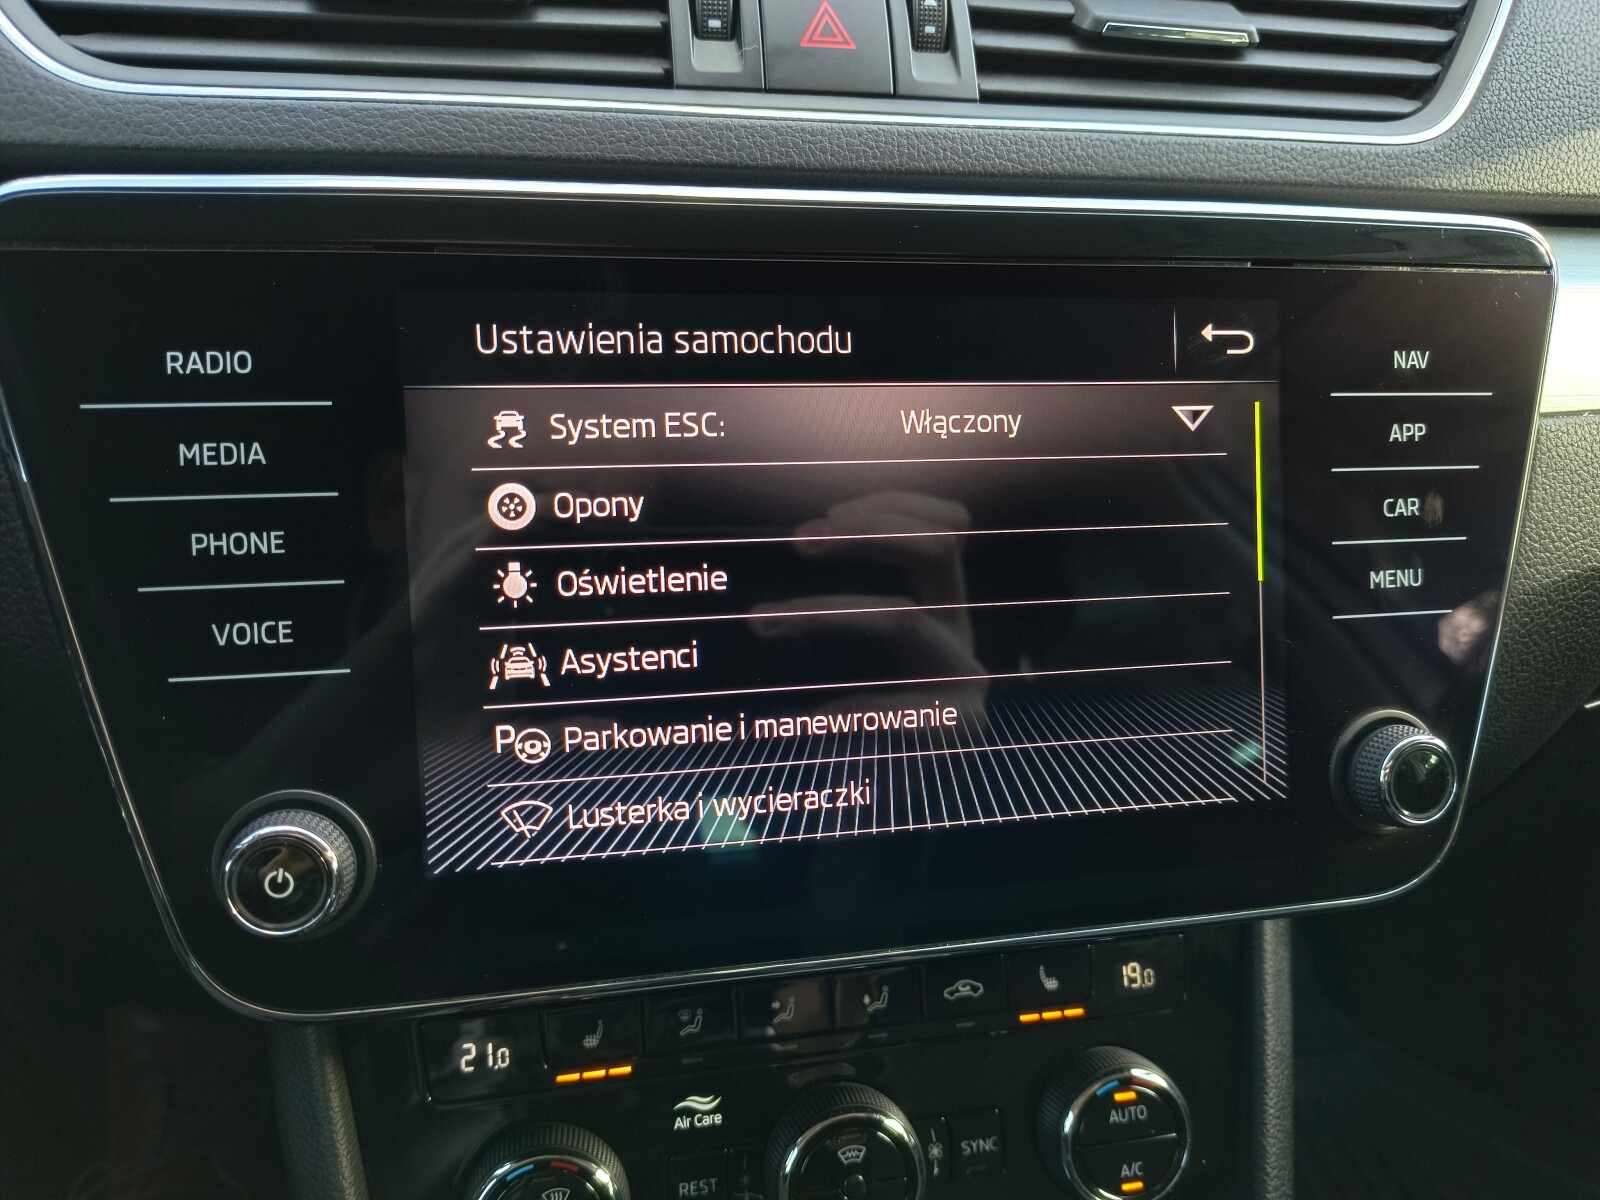 Ustawienia samochodu
RADIO
MEDIA
PHONE
VOICE
System ESC: Włączony
Opony
Oświetlenie
Asystenci
P Parkowanie i manewrowanie
Lusterka i wycieraczki
NAV
APP
CAR
MENU
21,0
19,0
Air Care
REST
SYNC
AUTO
A/C